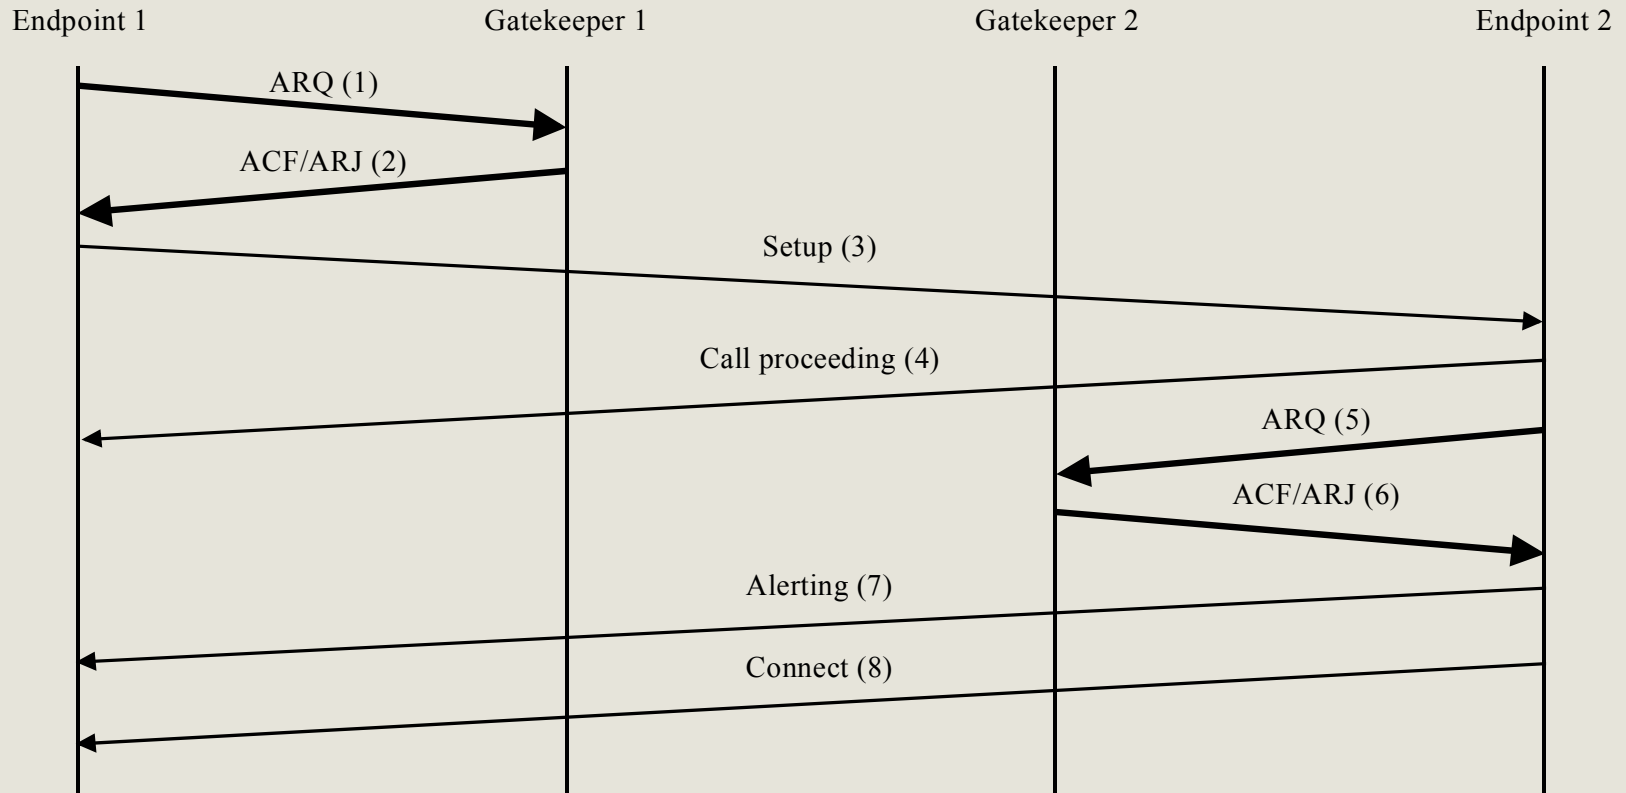 Endpoint 1 Gatekeeper 1 Gatekeeper 2 Endpoint 2
ARQ (1)
ACF/ARJ (2)
Setup (3)
Call proceeding (4)
ARQ (5)
ACF/ARJ (6)
Alerting (7)
Connect (8)